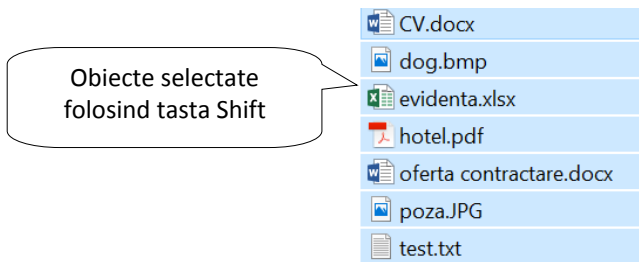 Obiecte selectate
folosind tasta Shift
CV.docx
dog.bmp
evidenta.xlsx
hotel.pdf
oferta contractare.docx
poza.JPG
test.txt